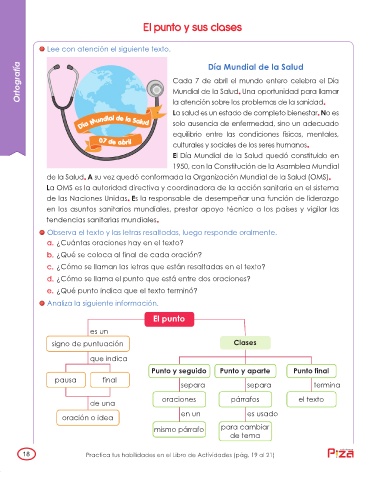 El punto y sus clases
Ortografía
Lee con atención el siguiente texto.
Día Mundial de la Salud
07 de abril
Día Mundial de la Salud
Cada 7 de abril el mundo entero celebra el Día
Mundial de la Salud. Una oportunidad para llamar
la atención sobre los problemas de la sanidad.
La salud es un estado de completo bienestar. No es
solo ausencia de enfermedad, sino un adecuado
equilibrio entre las condiciones físicas, mentales,
culturales y sociales de los seres humanos.
El Día Mundial de la Salud quedó constituido en
1950, con la Constitución de la Asamblea Mundial
de la Salud. A su vez quedó conformada la Organización Mundial de la Salud (OMS).
La OMS es la autoridad directiva y coordinadora de la acción sanitaria en el sistema
de las Naciones Unidas. Es la responsable de desempeñar una función de liderazgo
en los asuntos sanitarios mundiales, prestar apoyo técnico a los países y vigilar las
tendencias sanitarias mundiales.
Observa el texto y las letras resaltadas, luego responde oralmente.
a. ¿Cuántas oraciones hay en el texto?
b. ¿Qué se coloca al final de cada oración?
c. ¿Cómo se llaman las letras que están resaltadas en el texto?
d. ¿Cómo se llama el punto que está entre dos oraciones?
e. ¿Qué punto indica que el texto terminó?
Analiza la siguiente información.
El punto
es un
signo de puntuación
que indica
pausa
final
de una
oración o idea
Clases
Punto y seguido
Punto y aparte
Punto final
separa
separa
termina
oraciones
párrafos
el texto
en un
es usado
mismo párrafo
para cambiar
de tema
18
Practica tus habilidades en el Libro de Actividades (pág. 19 al 21)
Piza